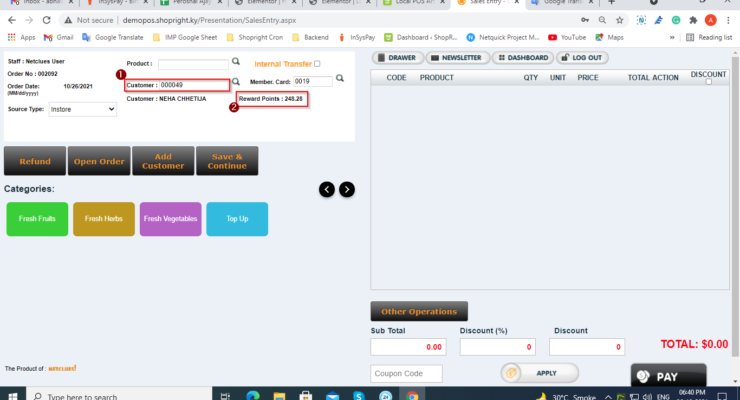 Inbox - abhis
InSysPay - Bir
Personal Ajay
Elementor | H
Elementor | L
Local POS AP
Sales Entry -
Google Transl
Not secure | demopos.shopright.ky/Presentation/SalesEntry.aspx
Apps Gmail Google Translate IMP Google Sheet Shopright Cron Backend InSysPay Dashboard ‹ ShopR... Netquick Project M... YouTube Maps » Reading list
Staff : Netclues User
Order No : 002092
Order Date: 10/26/2021
(MM/dd/yyyy)
Source Type: Instore
Product :
1
Customer : 000049
Customer : NEHA CHHETIJA
Internal Transfer
Member. Card: 0019
2
Reward Points : 248.28
DRAWER NEWSLETTER DASHBOARD LOG OUT
CODE PRODUCT QTY UNIT PRICE TOTAL ACTION DISCOUNT
Refund
Open Order
Add Customer
Save & Continue
Categories:
Fresh Fruits
Fresh Herbs
Fresh Vegetables
Top Up
Other Operations
Sub Total Discount (%) Discount
0.00 0 0
TOTAL: $0.00
Coupon Code
APPLY
PAY
The Product of : NETCLUES!
Type here to search
30°C Smoke
ENG
06:40 PM